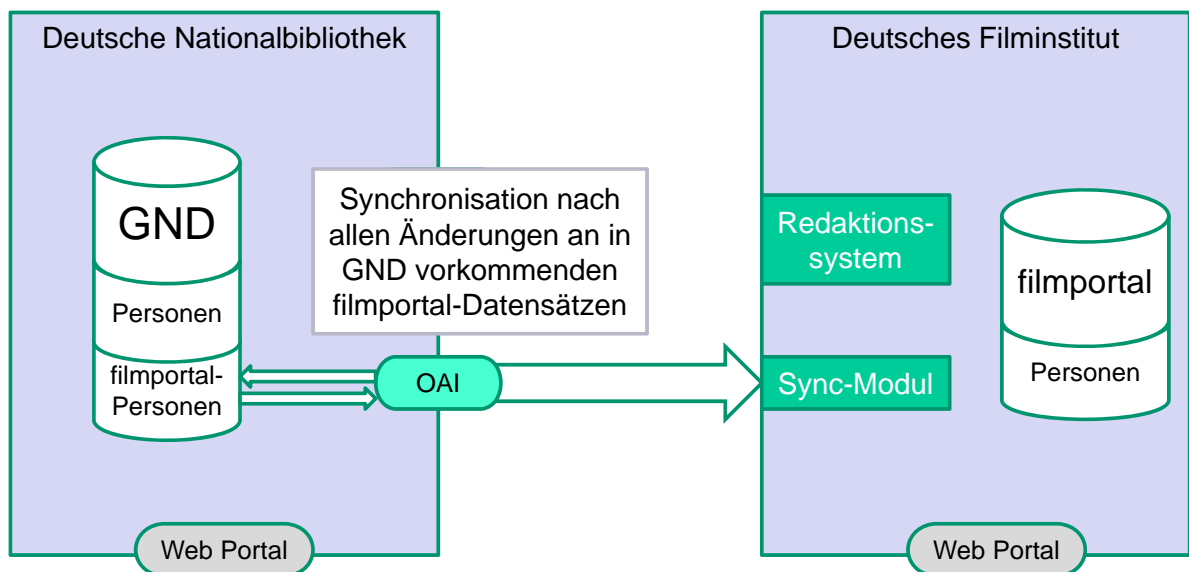 Deutsche Nationalbibliothek
GND
Personen
filmportal-
Personen
Synchronisation nach
allen Änderungen an in
GND vorkommenden
filmportal-Datensätzen
OAI
Web Portal
Deutsches Filminstitut
Redaktions-
system
Sync-Modul
filmportal
Personen
Web Portal